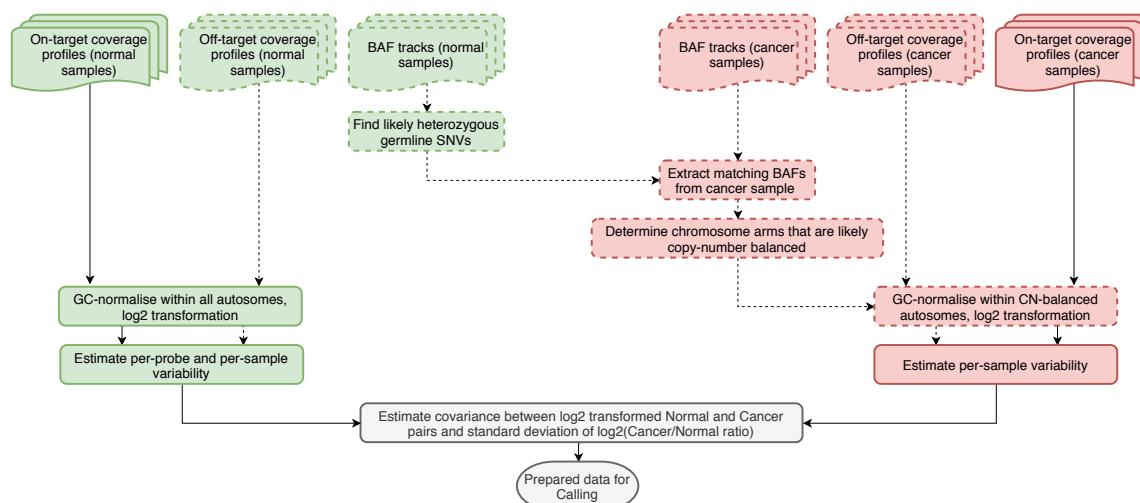 On-target coverage
profiles (normal
samples)
Off-target coverage
profiles (normal
samples)
BAF tracks (normal
samples)
BAF tracks (cancer
samples)
Off-target coverage
profiles (cancer
samples)
On-target coverage
profiles (cancer
samples)
Find likely heterozygous
germline SNVs
Extract matching BAFs
from cancer sample
Determine chromosome arms that are likely
copy-number balanced
GC-normalise within all autosomes,
log2 transformation
GC-normalise within CN-balanced
autosomes, log2 transformation
Estimate per-probe and per-sample
variability
Estimate per-sample variability
Estimate covariance between log2 transformed Normal and Cancer
pairs and standard deviation of log2(Cancer/Normal ratio)
Prepared data for
Calling